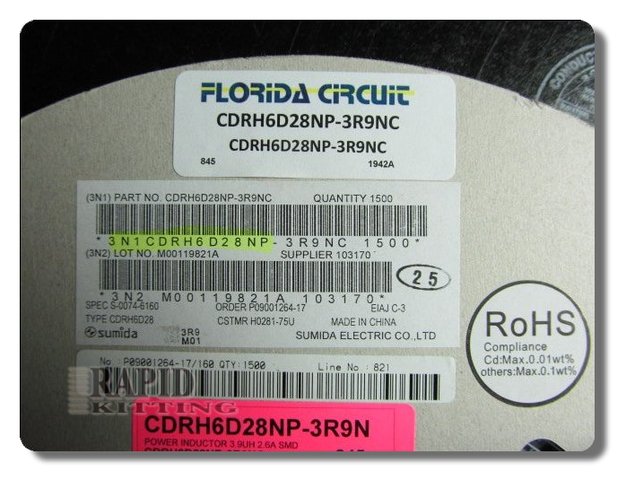 FLORIDA CIRCUIT
CDRH6D28NP-3R9NC
CDRH6D28NP-3R9NC
845 1942A
(3N1) PART NO. CDRH6D28NP-3R9NC QUANTITY 1500
*3N1CDRH6D28NP-3R9NC 1500*
(3N2) LOT NO. M00119821A SUPPLIER 103170
*3N2 M00119821A 103170*
25
SPEC S-0074-6160 ORDER P09001264-17 EIAJ C-3
TYPE CDRH6D28 CSTMR H0281-75U MADE IN CHINA
sumida 3R9 SUMIDA ELECTRIC CO.,LTD
M01
No :P09001264-17/160 QTY:1500 Line No : 821
RoHS
Compliance
Cd:Max.0.01wt%
others:Max.0.1wt%
RAPID
KITTING
CDRH6D28NP-3R9N
POWER INDUCTOR 3.9UH 2.6A SMD